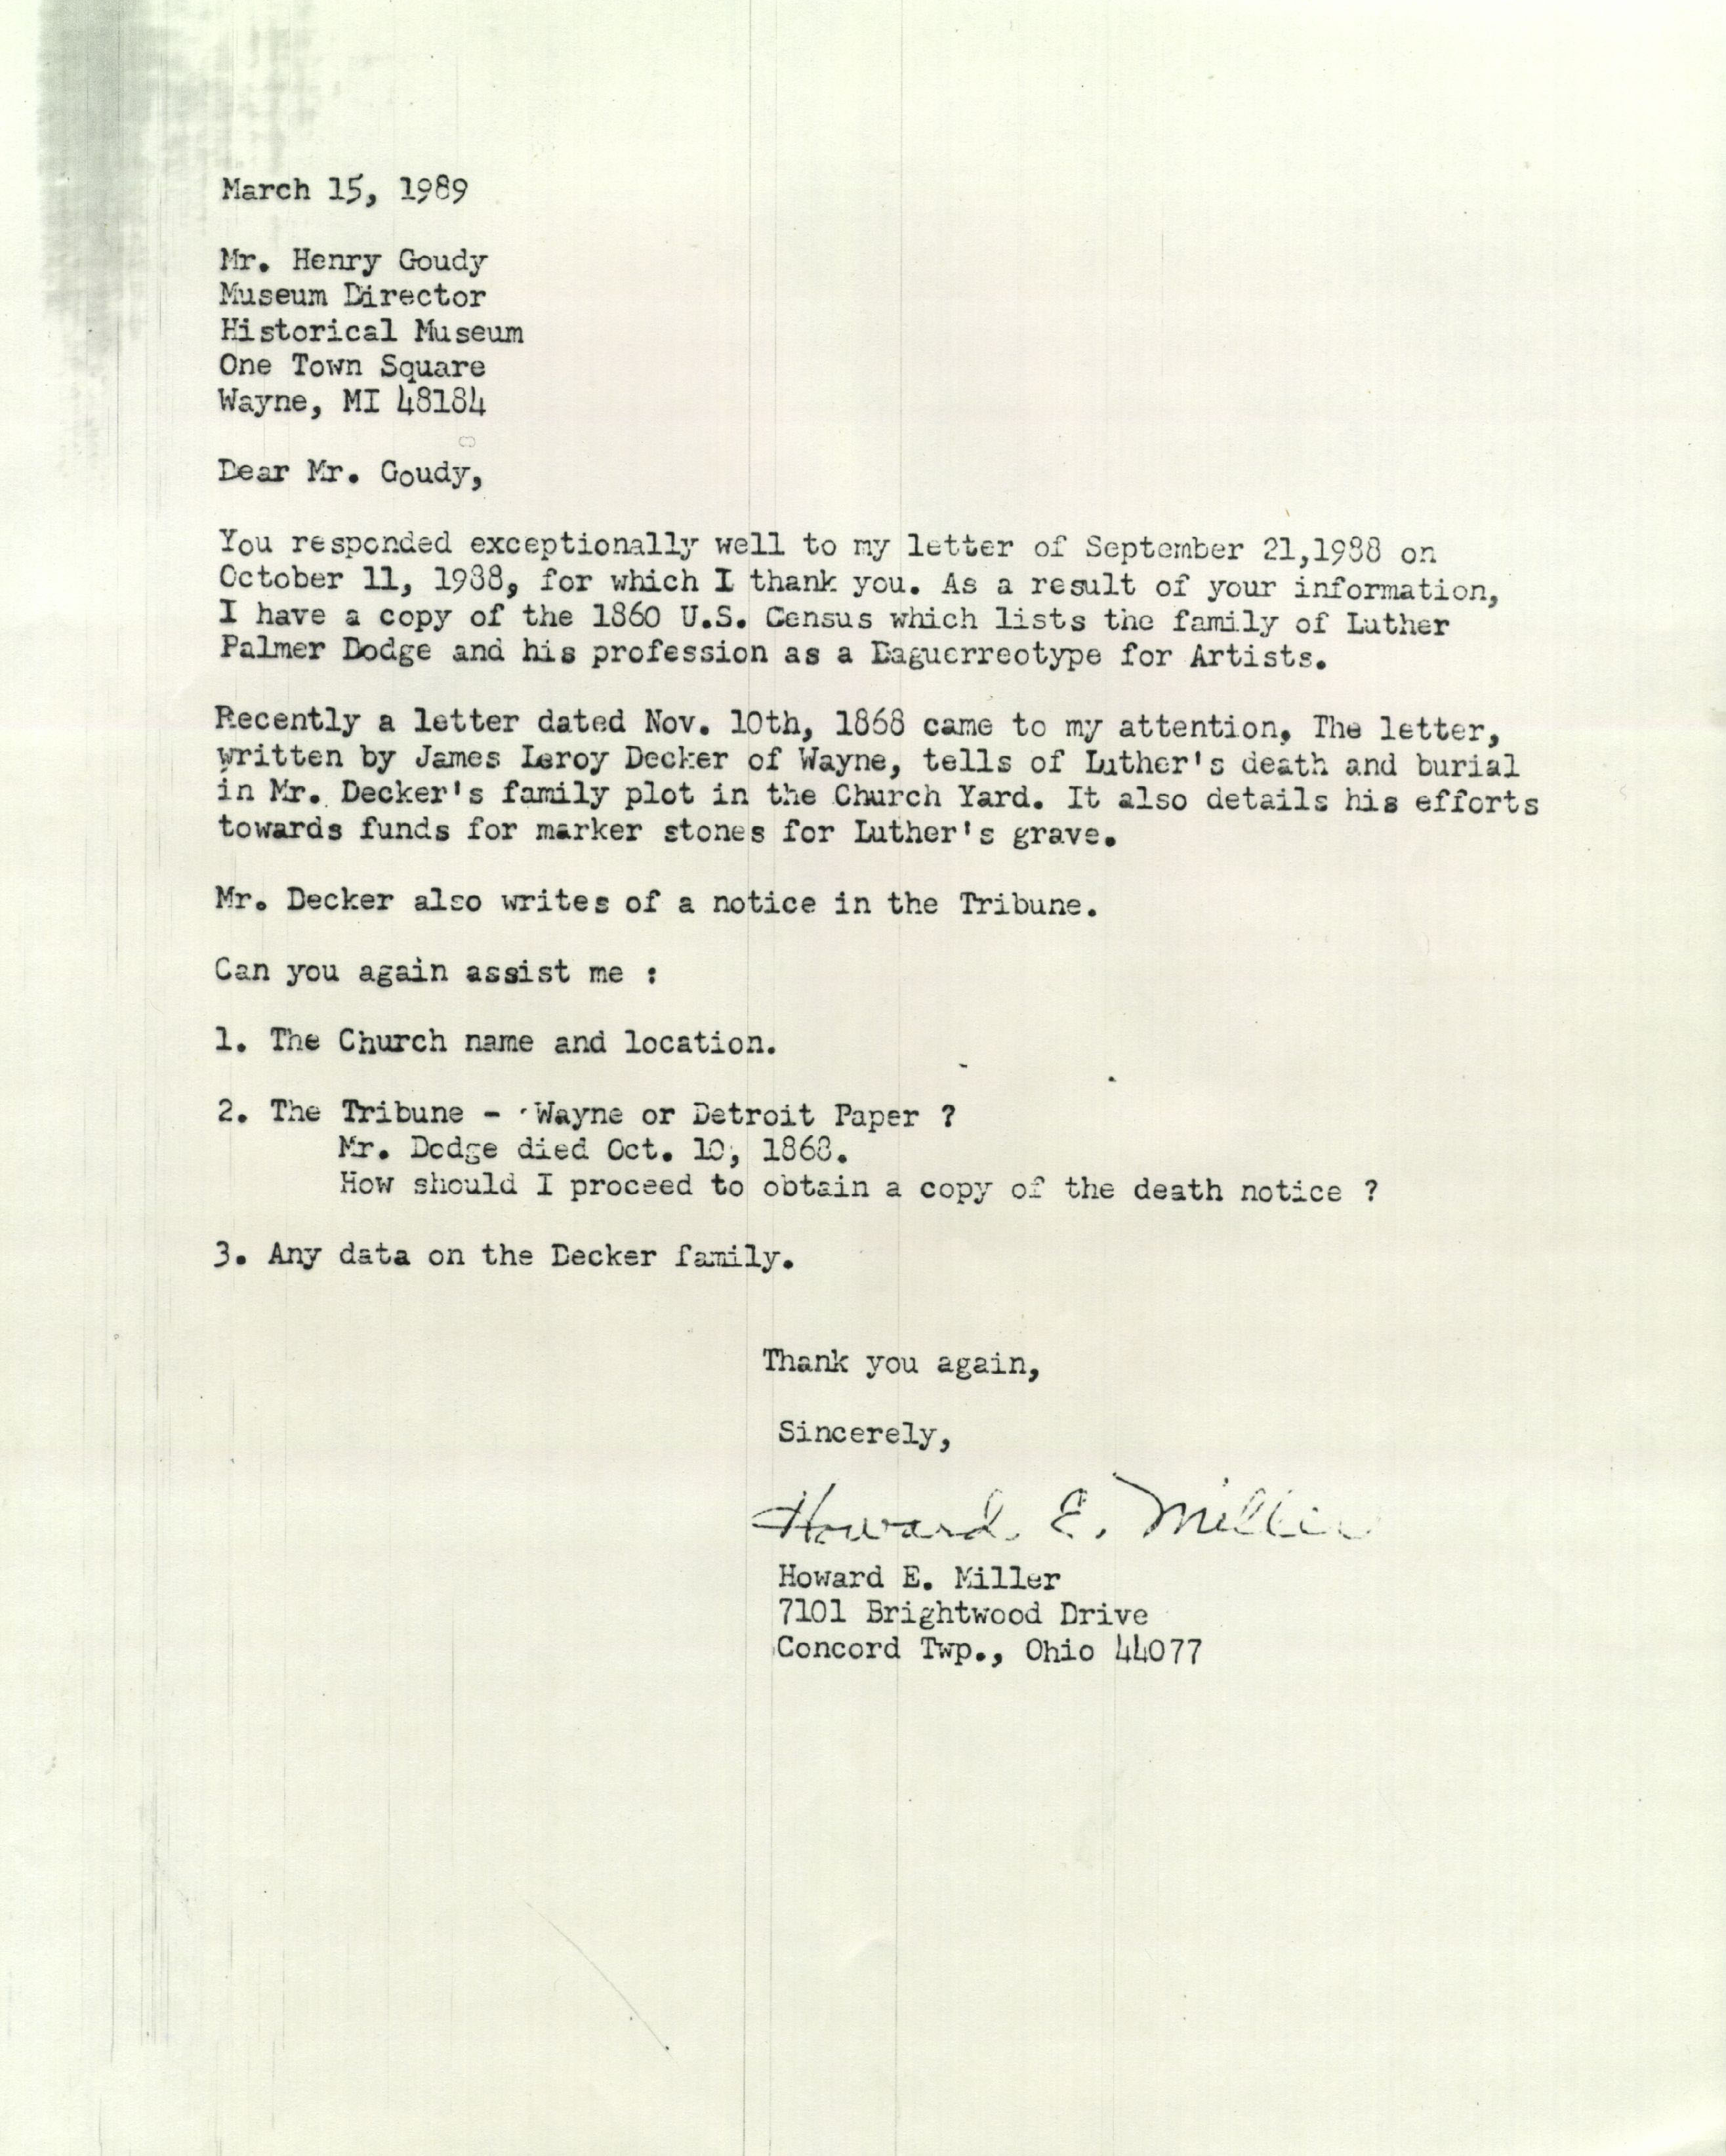 March 15, 1989
Mr. Henry Goudy
Museum Director
Historical Museum
One Town Square
Wayne, MI 48184
Dear Mr. Goudy,
You responded exceptionally well to my letter of September 21,1988 on
October 11, 1988, for which I thank you. As a result of your information,
I have a copy of the 1860 U.S. Census which lists the family of Luther
Palmer Dodge and his profession as a Daguerreotype for Artists.
Recently a letter dated Nov. 10th, 1868 came to my attention. The letter,
written by James Leroy Decker of Wayne, tells of Luther's death and burial
in Mr. Decker's family plot in the Church Yard. It also details his efforts
towards funds for marker stones for Luther's grave.
Mr. Decker also writes of a notice in the Tribune.
Can you again assist me :
1. The Church name and location.
2. The Tribune - Wayne or Detroit Paper ?
Mr. Dodge died Oct. 10, 1868.
How should I proceed to obtain a copy of the death notice ?
3. Any data on the Decker family.
Thank you again,
Sincerely,
Howard E. Miller
Howard E. Miller
7101 Brightwood Drive
Concord Twp., Ohio 44077